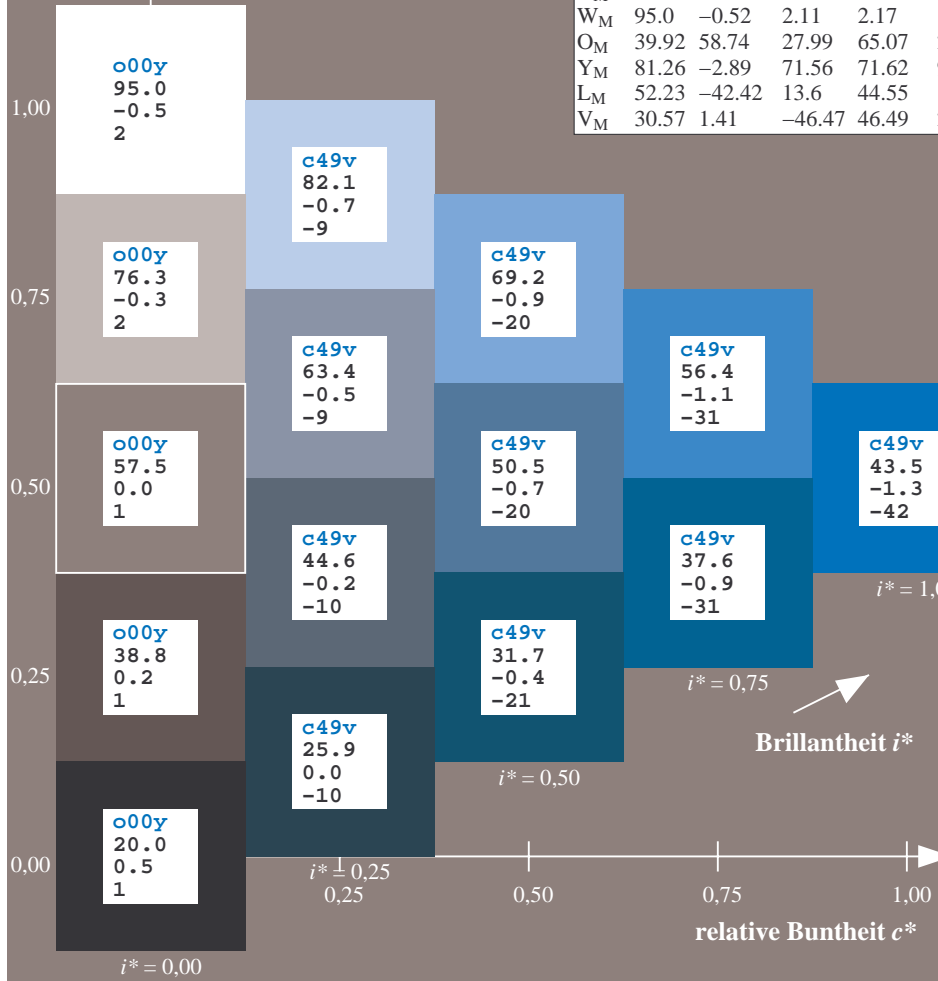 W_M 95.0 −0.52 2.11 2.17
O_M 39.92 58.74 27.99 65.07
Y_M 81.26 −2.89 71.56 71.62
L_M 52.23 −42.42 13.6 44.55
V_M 30.57 1.41 −46.47 46.49
1,00
o00y
95.0
-0.5
2
c49v
82.1
-0.7
-9
0,75
o00y
76.3
-0.3
2
c49v
69.2
-0.9
-20
c49v
63.4
-0.5
-9
c49v
56.4
-1.1
-31
0,50
o00y
57.5
0.0
1
c49v
50.5
-0.7
-20
c49v
43.5
-1.3
-42
c49v
44.6
-0.2
-10
c49v
37.6
-0.9
-31
i* = 1,0
0,25
o00y
38.8
0.2
1
c49v
31.7
-0.4
-21
i* = 0,75
c49v
25.9
0.0
-10
Brillantheit i*
i* = 0,50
0,00
o00y
20.0
0.5
1
i* = 0,25
0,25 0,50 0,75 1,00
relative Buntheit c*
i* = 0,00